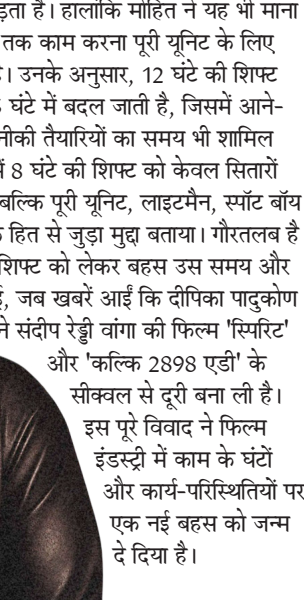 ड़ता है। हालांकि मोहित ने यह भी माना
तक काम करना पूरी यूनिट के लिए
है। उनके अनुसार, 12 घंटे की शिफ्ट
घंटे में बदल जाती है, जिसमें आने-
नीकी तैयारियों का समय भी शामिल
8 घंटे की शिफ्ट को केवल सितारों
बल्कि पूरी यूनिट, लाइटमैन, स्पॉट बॉय
हित से जुड़ा मुद्दा बताया। गौरतलब है
शिफ्ट को लेकर बहस उस समय और
जब खबरें आईं कि दीपिका पादुकोण
ने संदीप रेड्डी वांगा की फिल्म 'स्पिरिट'
और 'कल्कि 2898 एडी' के
सीक्वल से दूरी बना ली है।
इस पूरे विवाद ने फिल्म
इंडस्ट्री में काम के घंटों
और कार्य-परिस्थितियों पर
एक नई बहस को जन्म
दे दिया है।